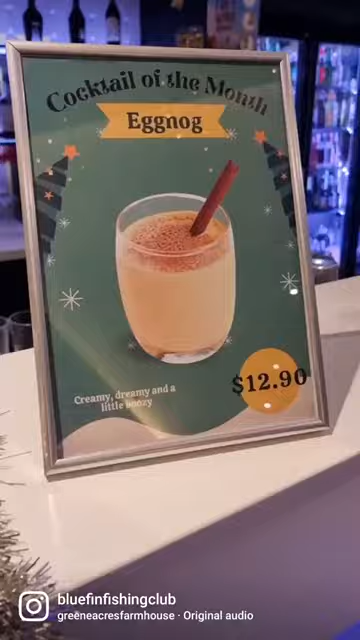 Cocktail of the Month
Eggnog
$12.90
Creamy, dreamy and a
little boozy
bluefinfishingclub
greeneacresfarmhouse · Original audio